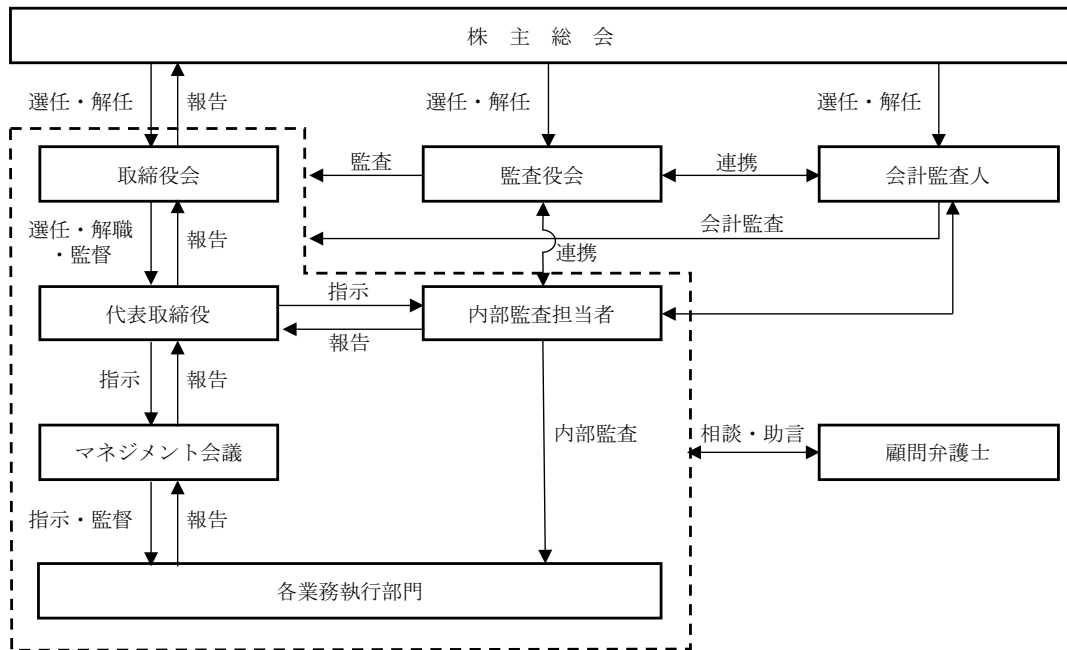 株 主 総 会
選任・解任
報告
選任・解任
選任・解任
取締役会
監査
監査役会
連携
会計監査人
選任・解職
・監督
報告
会計監査
連携
代表取締役
指示
報告
内部監査担当者
指示
報告
内部監査
マネジメント会議
相談・助言
顧問弁護士
指示・監督
報告
各業務執行部門